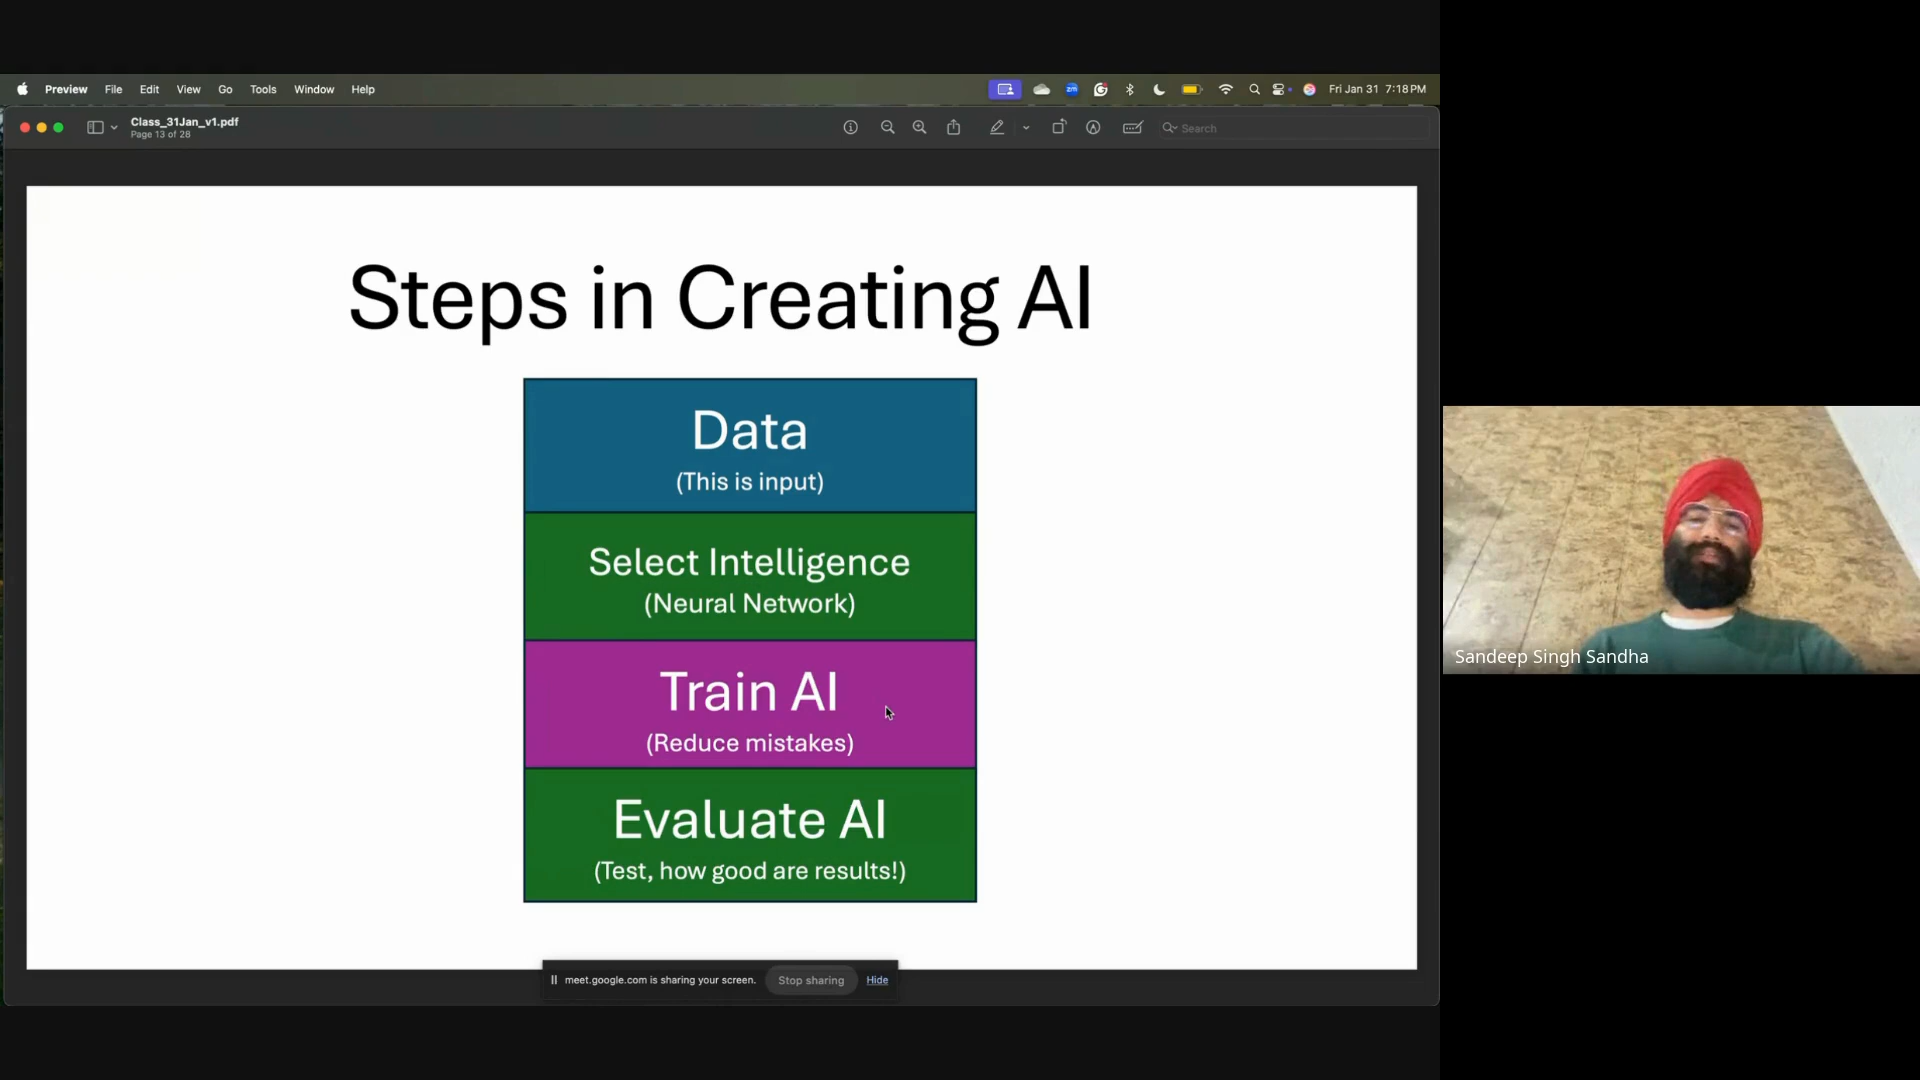 Preview File Edit View Go Tools Window Help
zm
Fri Jan 31 7:18 PM
Class_31Jan_v1.pdf
Page 13 of 28
Search
Steps in Creating AI
Data
(This is input)
Select Intelligence
(Neural Network)
Train AI
(Reduce mistakes)
Evaluate AI
(Test, how good are results!)
meet.google.com is sharing your screen. Stop sharing Hide
Sandeep Singh Sandha